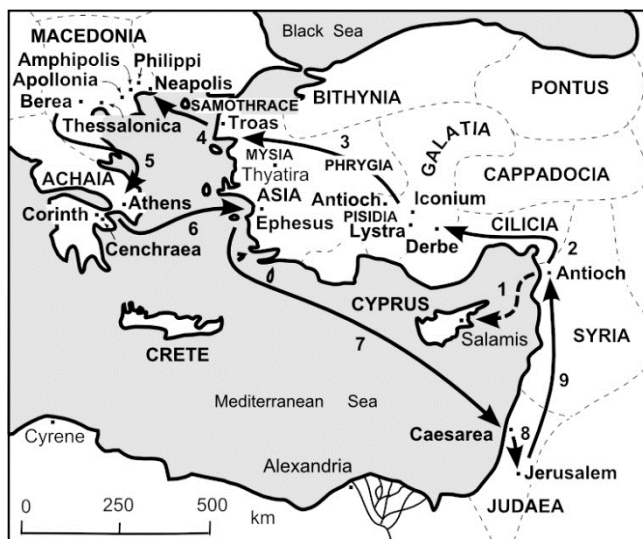 Black Sea
MACEDONIA
Amphipolis
Philippi
Apollonia
Neapolis
Berea
Thessalonica
SAMOTHRACE
4
Troas
BITHYNIA
PONTUS
3
GALATIA
MYSIA
Thyatira
PHRYGIA
CAPPADOCIA
5
ACHAIA
Athens
ASIA
Antioch
Iconium
Corinth
6
Ephesus
PISIDIA
Lystra
CILICIA
Cenchraea
Derbe
2
Antioch
1
CYPRUS
Salamis
SYRIA
CRETE
7
9
Mediterranean Sea
Cyrene
Caesarea
8
Alexandria
Jerusalem
JUDAEA
0 250 500
km